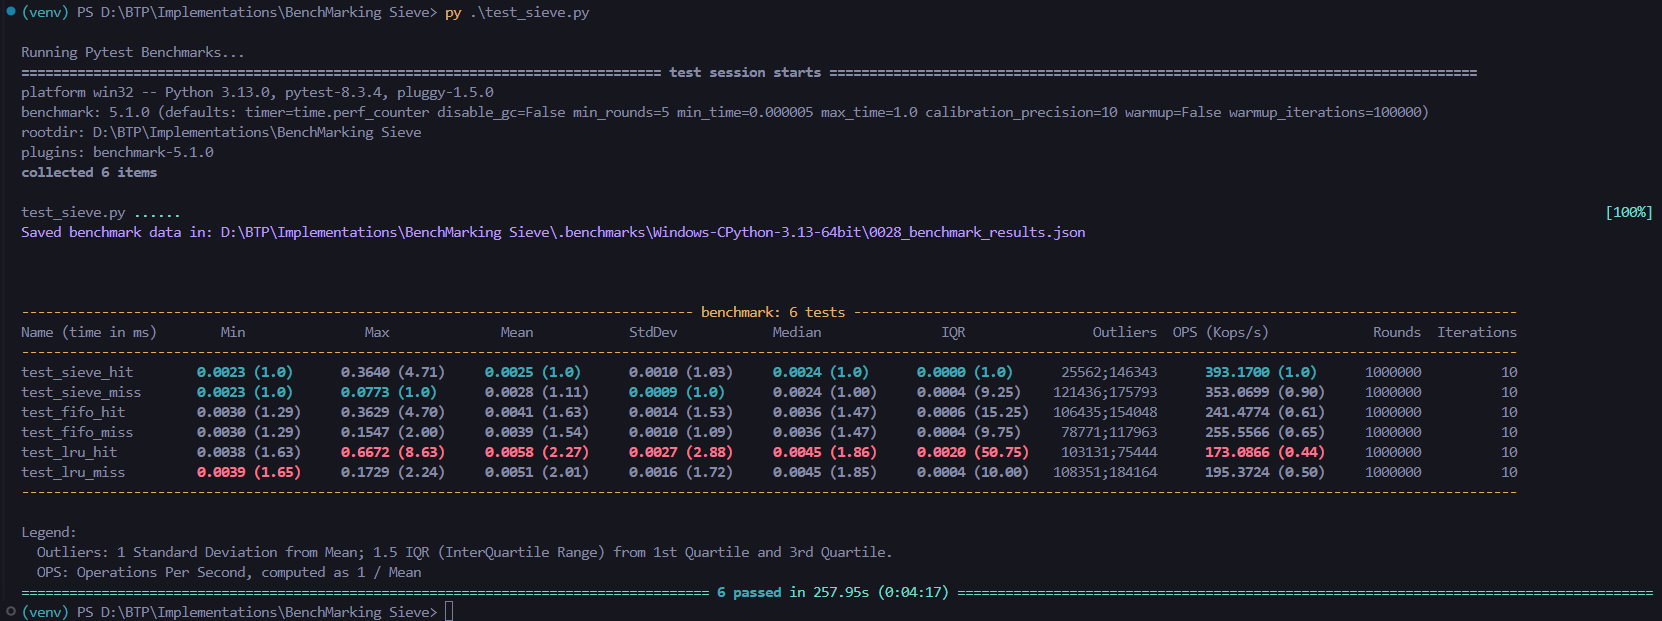 (venv) PS D:\BTP\Implementations\BenchMarking Sieve> py .\test_sieve.py
Running Pytest Benchmarks...
================================================================================ test session starts =================================================================================
platform win32 -- Python 3.13.0, pytest-8.3.4, pluggy-1.5.0
benchmark: 5.1.0 (defaults: timer=time.perf_counter disable_gc=False min_rounds=5 min_time=0.000005 max_time=1.0 calibration_precision=10 warmup=False warmup_iterations=100000)
rootdir: D:\BTP\Implementations\BenchMarking Sieve
plugins: benchmark-5.1.0
collected 6 items
test_sieve.py ...... [100%]
Saved benchmark data in: D:\BTP\Implementations\BenchMarking Sieve\.benchmarks\Windows-CPython-3.13-64bit\0028_benchmark_results.json
------------------------------------------------------------------------------------ benchmark: 6 tests -----------------------------------------------------------------------------------
Name (time in ms) Min Max Mean StdDev Median IQR Outliers OPS (Kops/s) Rounds Iterations
-------------------------------------------------------------------------------------------------------------------------------------------------------------------------------------------
test_sieve_hit 0.0023 (1.0) 0.3640 (4.71) 0.0025 (1.0) 0.0010 (1.03) 0.0024 (1.0) 0.0000 (1.0) 25562;146343 393.1700 (1.0) 1000000 10
test_sieve_miss 0.0023 (1.0) 0.0773 (1.0) 0.0028 (1.11) 0.0009 (1.0) 0.0024 (1.00) 0.0004 (9.25) 121436;175793 353.0699 (0.90) 1000000 10
test_fifo_hit 0.0030 (1.29) 0.3629 (4.70) 0.0041 (1.63) 0.0014 (1.53) 0.0036 (1.47) 0.0006 (15.25) 106435;154048 241.4774 (0.61) 1000000 10
test_fifo_miss 0.0030 (1.29) 0.1547 (2.00) 0.0039 (1.54) 0.0010 (1.09) 0.0036 (1.47) 0.0004 (9.75) 78771;117963 255.5566 (0.65) 1000000 10
test_lru_hit 0.0038 (1.63) 0.6672 (8.63) 0.0058 (2.27) 0.0027 (2.88) 0.0045 (1.86) 0.0020 (50.75) 103131;75444 173.0866 (0.44) 1000000 10
test_lru_miss 0.0039 (1.65) 0.1729 (2.24) 0.0051 (2.01) 0.0016 (1.72) 0.0045 (1.85) 0.0004 (10.00) 108351;184164 195.3724 (0.50) 1000000 10
-------------------------------------------------------------------------------------------------------------------------------------------------------------------------------------------
Legend:
Outliers: 1 Standard Deviation from Mean; 1.5 IQR (InterQuartile Range) from 1st Quartile and 3rd Quartile.
OPS: Operations Per Second, computed as 1 / Mean
====================================================================================== 6 passed in 257.95s (0:04:17) =======================================================================================
(venv) PS D:\BTP\Implementations\BenchMarking Sieve>